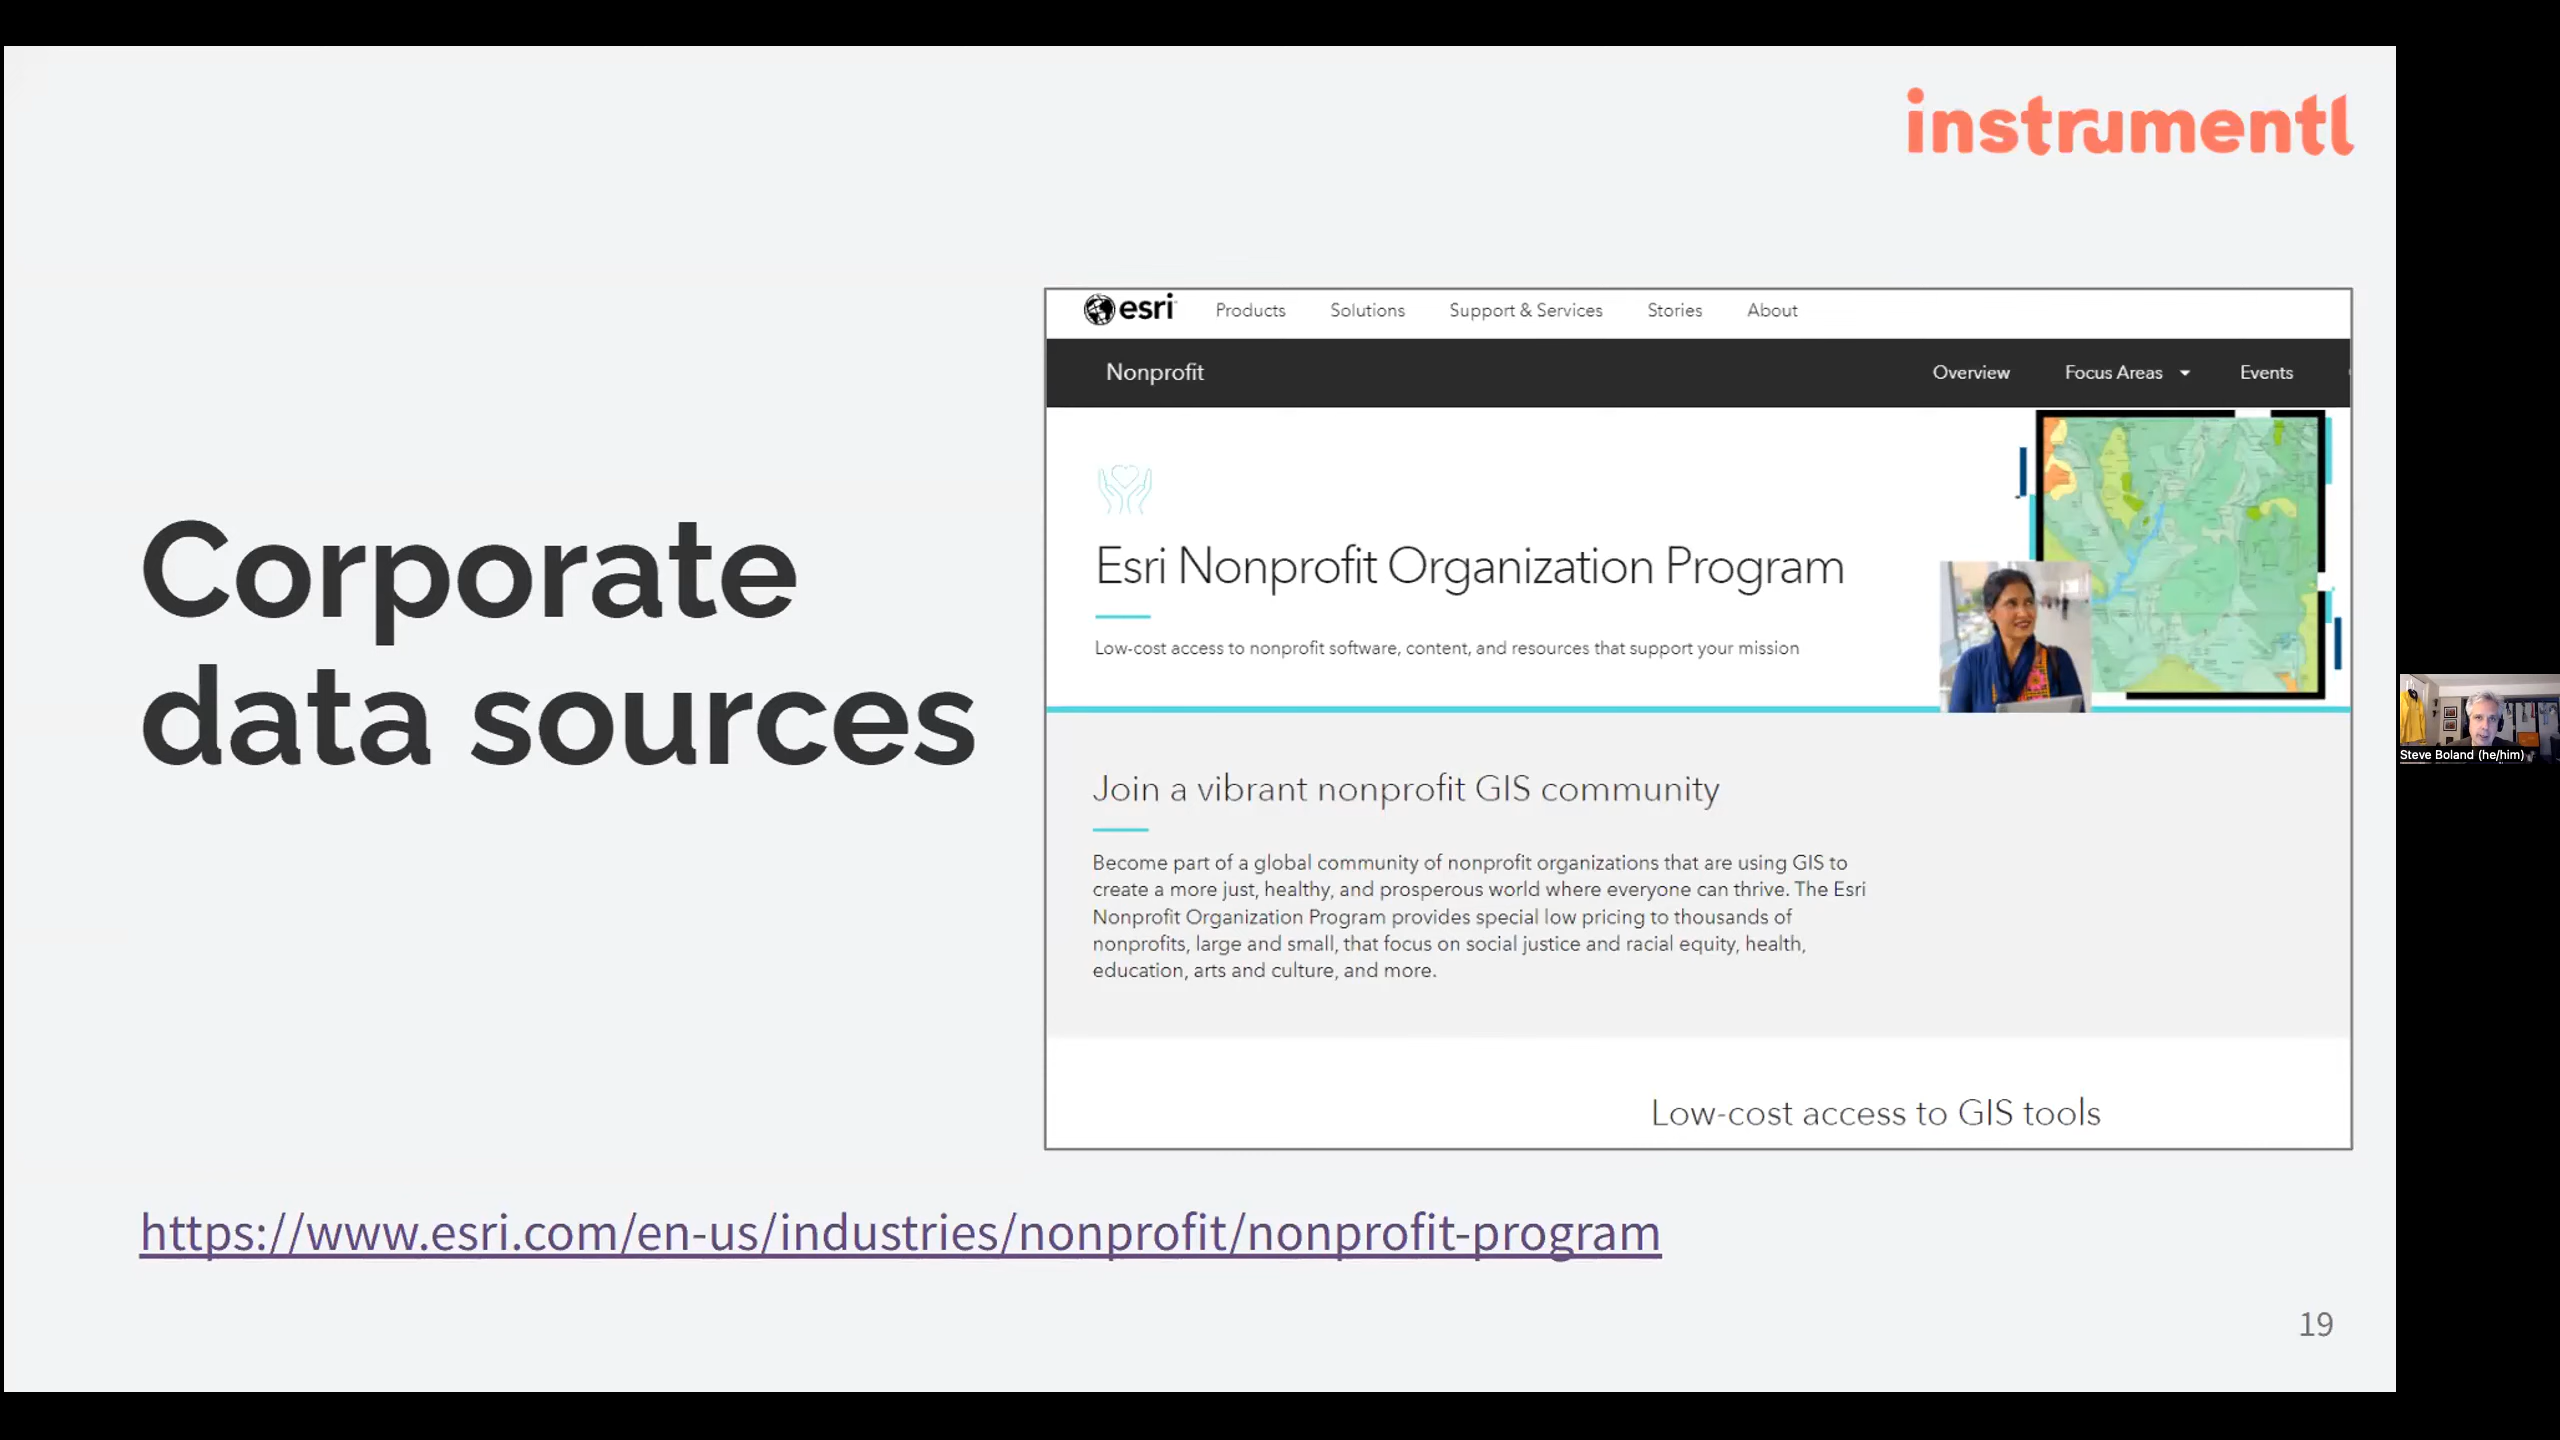 instrumentl
Corporate
data sources
esri
Products
Solutions
Support & Services
Stories
About
Nonprofit
Overview
Focus Areas
Events
Esri Nonprofit Organization Program
Low-cost access to nonprofit software, content, and resources that support your mission
Join a vibrant nonprofit GIS community
Become part of a global community of nonprofit organizations that are using GIS to
create a more just, healthy, and prosperous world where everyone can thrive. The Esri
Nonprofit Organization Program provides special low pricing to thousands of
nonprofits, large and small, that focus on social justice and racial equity, health,
education, arts and culture, and more.
Low-cost access to GIS tools
https://www.esri.com/en-us/industries/nonprofit/nonprofit-program
19
Steve Boland (he/him)